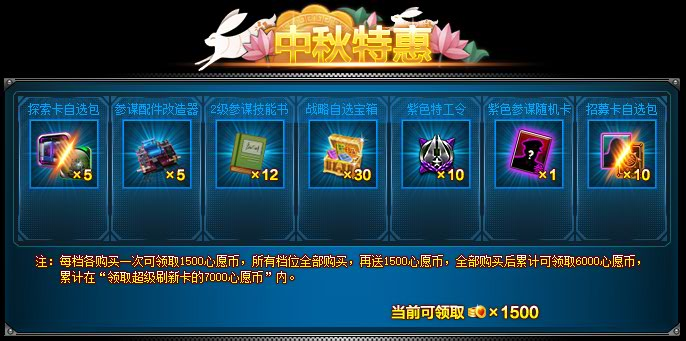 中秋特惠
探索卡自选包 参谋配件改造器 2级参谋技能书 战略自选宝箱 紫色特工令 紫色参谋随机卡 招募卡自选包
×5 ×5 ×12 ×30 ×10 ×1 ×10
注：每档各购买一次可领取1500心愿币，所有档位全部购买，再送1500心愿币，全部购买后累计可领取6000心愿币，
累计在“领取超级刷新卡的7000心愿币”内。
当前可领取 ×1500